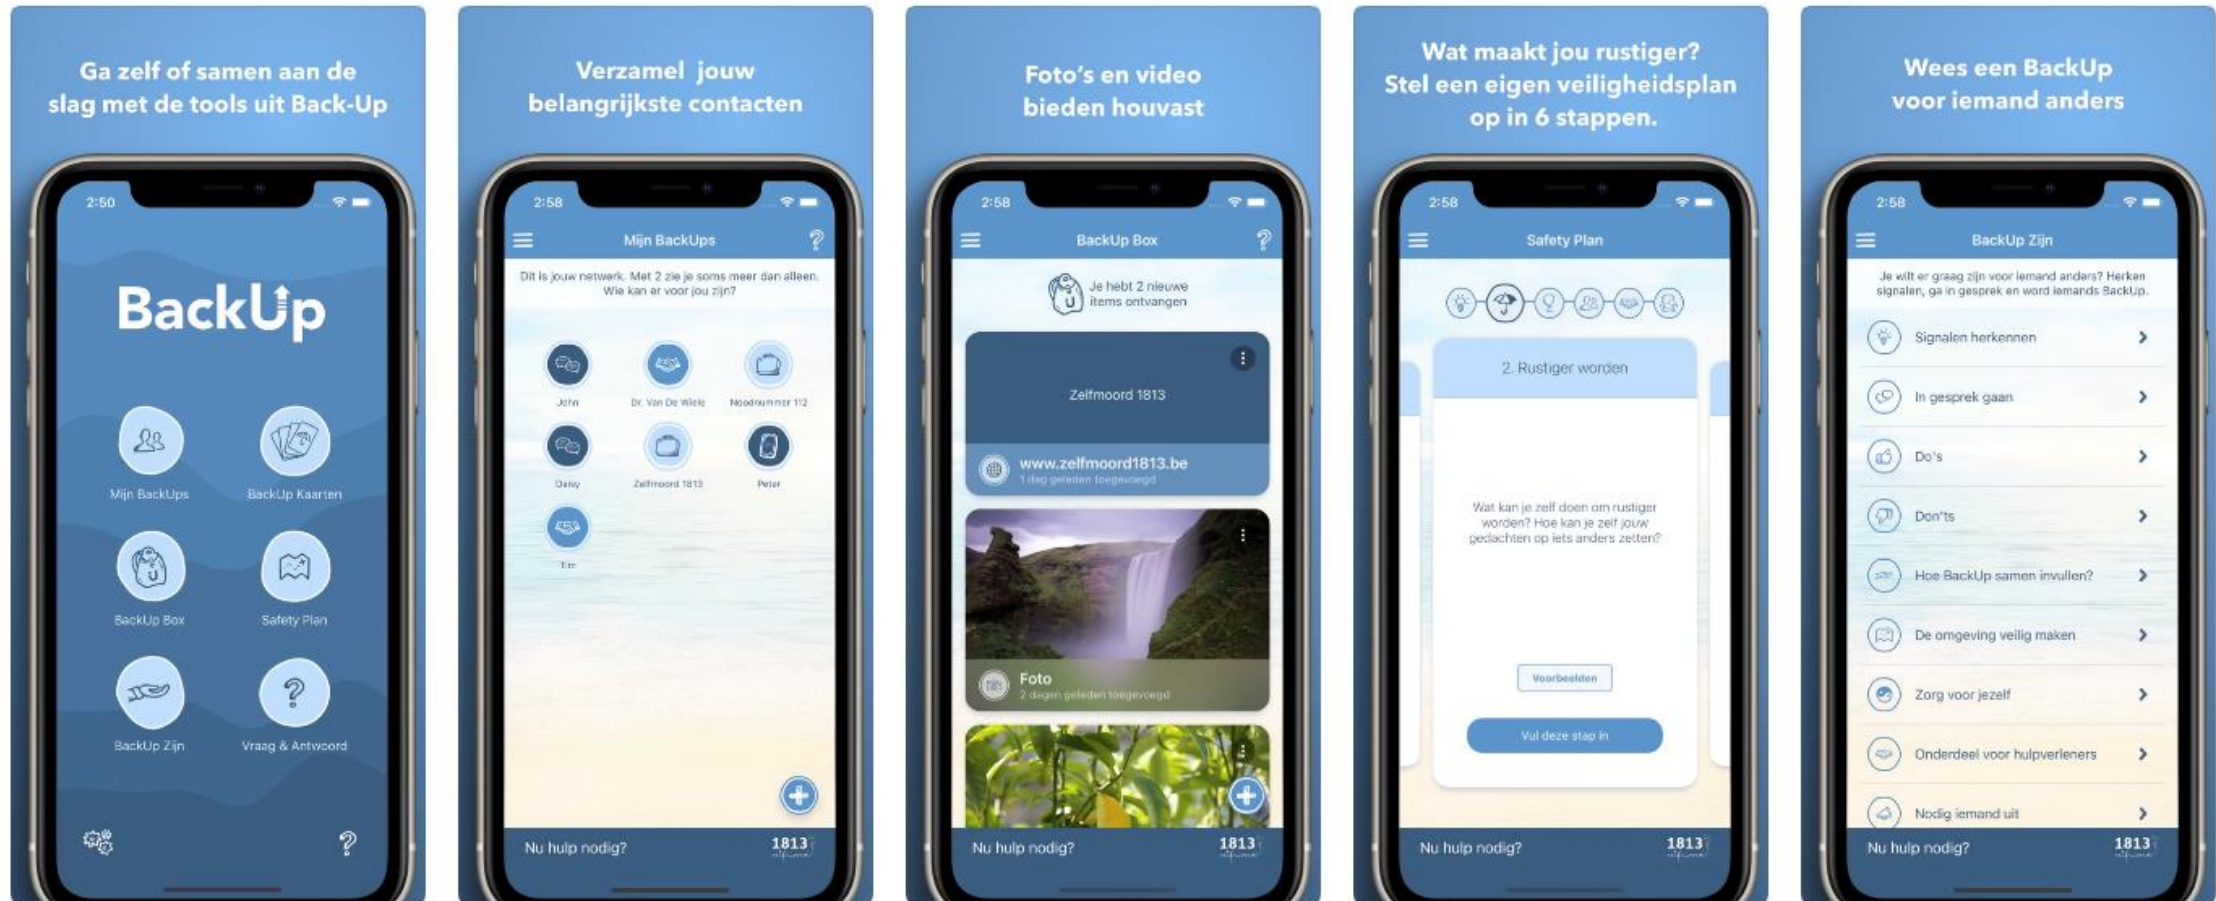 Ga zelf of samen aan de
slag met de tools uit Back-Up
2:50
BackUp
Mijn BackUps
BackUp Kaarten
BackUp Box
Safety Plan
BackUp Zijn
Vraag & Antwoord
?
Verzamel jouw
belangrijkste contacten
2:58
Mijn BackUps
?
Dit is jouw netwerk. Met 2 zie je soms meer dan alleen.
Wie kan er voor jou zijn?
John
Dr. Van De Wiele
Noodnummer 112
Daisy
Zelfmoord 1813
Peter
Nu hulp nodig?
1813
Foto's en video
bieden houvast
2:58
BackUp Box
?
Je hebt 2 nieuwe
items ontvangen
Zelfmoord 1813
www.zelfmoord1813.be
1 dag geleden toegevoegd
Foto
2 dagen geleden toegevoegd
Nu hulp nodig?
1813
Wat maakt jou rustiger?
Stel een eigen veiligheidsplan
op in 6 stappen.
2:58
Safety Plan
2. Rustiger worden
Wat kan je zelf doen om rustiger
worden? Hoe kan je zelf jouw
gedachten op iets anders zetten?
Voorbeelden
Vul deze stap in
Nu hulp nodig?
1813
Wees een BackUp
voor iemand anders
2:58
BackUp Zijn
Je wilt er graag zijn voor iemand anders? Herken
signalen, ga in gesprek en word iemands BackUp.
Signalen herkennen
In gesprek gaan
Do's
Don'ts
Hoe BackUp samen invullen?
De omgeving veilig maken
Zorg voor jezelf
Onderdeel voor hulpverleners
Nodig iemand uit
Nu hulp nodig?
1813